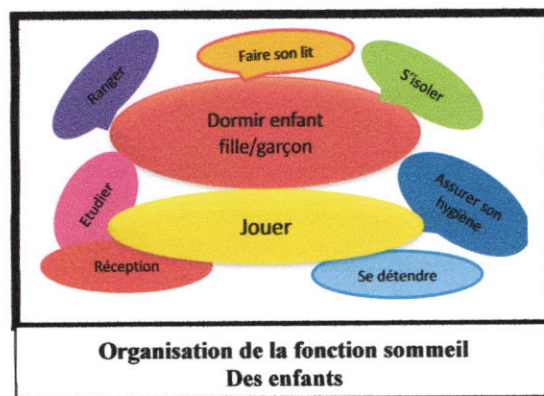 Faire son lit
Ranger
S'isoler
Dormir enfant
fille/garçon
Etudier
Assurer son
hygiène
Jouer
Réception
Se détendre
Organisation de la fonction sommeil
Des enfants